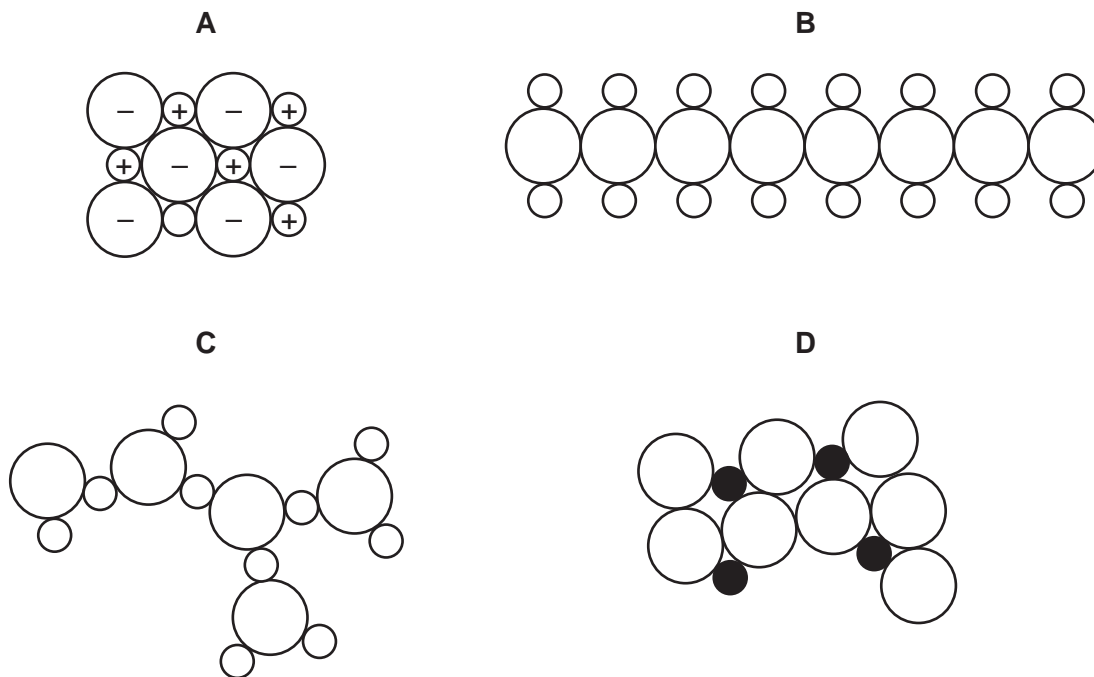 A
B
− + − +
+ − + −
− − +
C
D